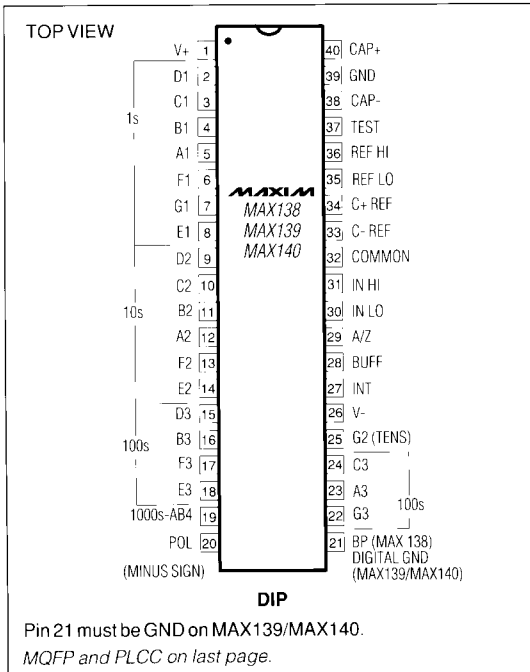 TOP VIEW
V+ 1
D1 2
C1 3
1s
B1 4
A1 5
F1 6
G1 7
E1 8
D2 9
C2 10
10s
B2 11
A2 12
F2 13
E2 14
D3 15
100s
B3 16
F3 17
E3 18
1000s-AB4 19
POL 20
(MINUS SIGN)
MAXIM
MAX138
MAX139
MAX140
40 CAP+
39 GND
38 CAP-
37 TEST
36 REF HI
35 REF LO
34 C+ REF
33 C- REF
32 COMMON
31 IN HI
30 IN LO
29 A/Z
28 BUFF
27 INT
26 V-
25 G2 (TENS)
24 C3
23 A3
100s
22 G3
21 BP (MAX 138)
DIGITAL GND
(MAX139/MAX140)
DIP
Pin 21 must be GND on MAX139/MAX140.
MQFP and PLCC on last page.